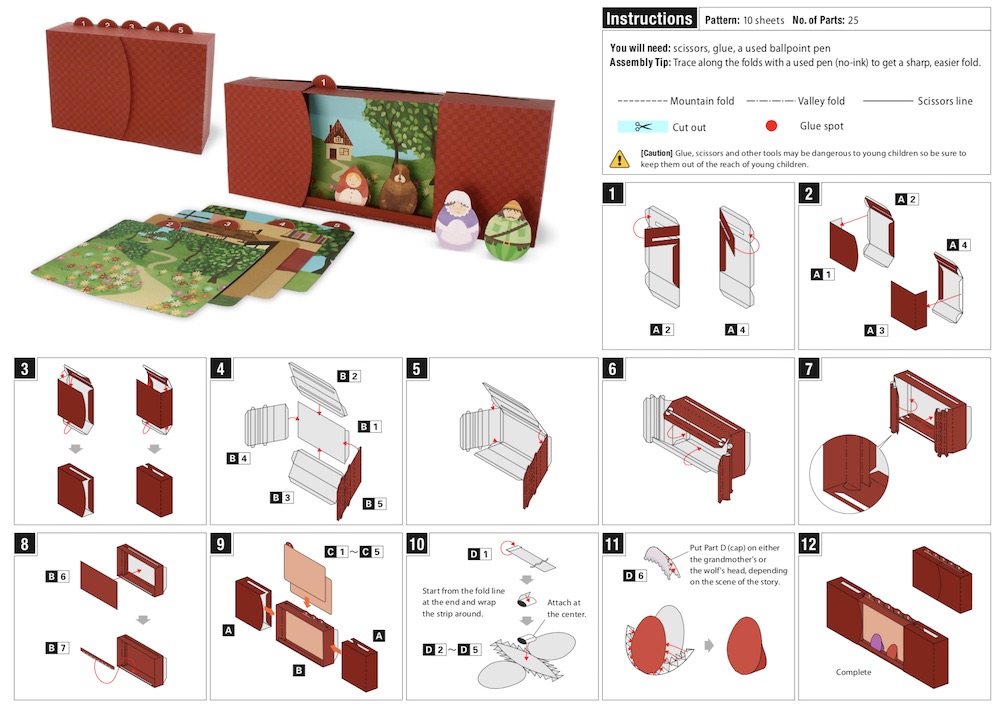 1 2 3 4 5
1
2 3 4 5
Instructions Pattern: 10 sheets No. of Parts: 25
You will need: scissors, glue, a used ballpoint pen
Assembly Tip: Trace along the folds with a used pen (no-ink) to get a sharp, easier fold.
Mountain fold Valley fold Scissors line
Cut out Glue spot
[Caution] Glue, scissors and other tools may be dangerous to young children so be sure to
keep them out of the reach of young children.
1
A 2 A 4
2
A 2
A 4
A 1
A 3
3
4
B 2
B 1
B 4
B 3 B 5
5
6
7
8
B 6
B 7
9
C 1 ~ C 5
A
A
B
10
D 1
Start from the fold line
at the end and wrap
the strip around.
Attach at
the center.
D 2 ~ D 5
11
Put Part D (cap) on either
the grandmother's or
the wolf's head, depending
on the scene of the story.
D 6
12
Complete